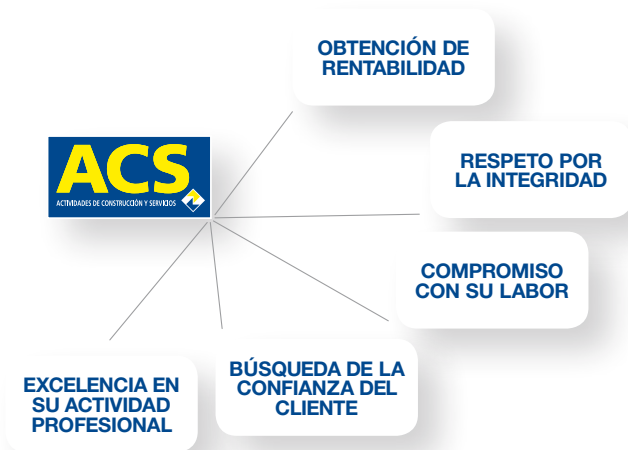 OBTENCIÓN DE
RENTABILIDAD
ACS
ACTIVIDADES DE CONSTRUCCIÓN Y SERVICIOS
RESPETO POR
LA INTEGRIDAD
COMPROMISO
CON SU LABOR
BÚSQUEDA DE LA
CONFIANZA DEL
CLIENTE
EXCELENCIA EN
SU ACTIVIDAD
PROFESIONAL